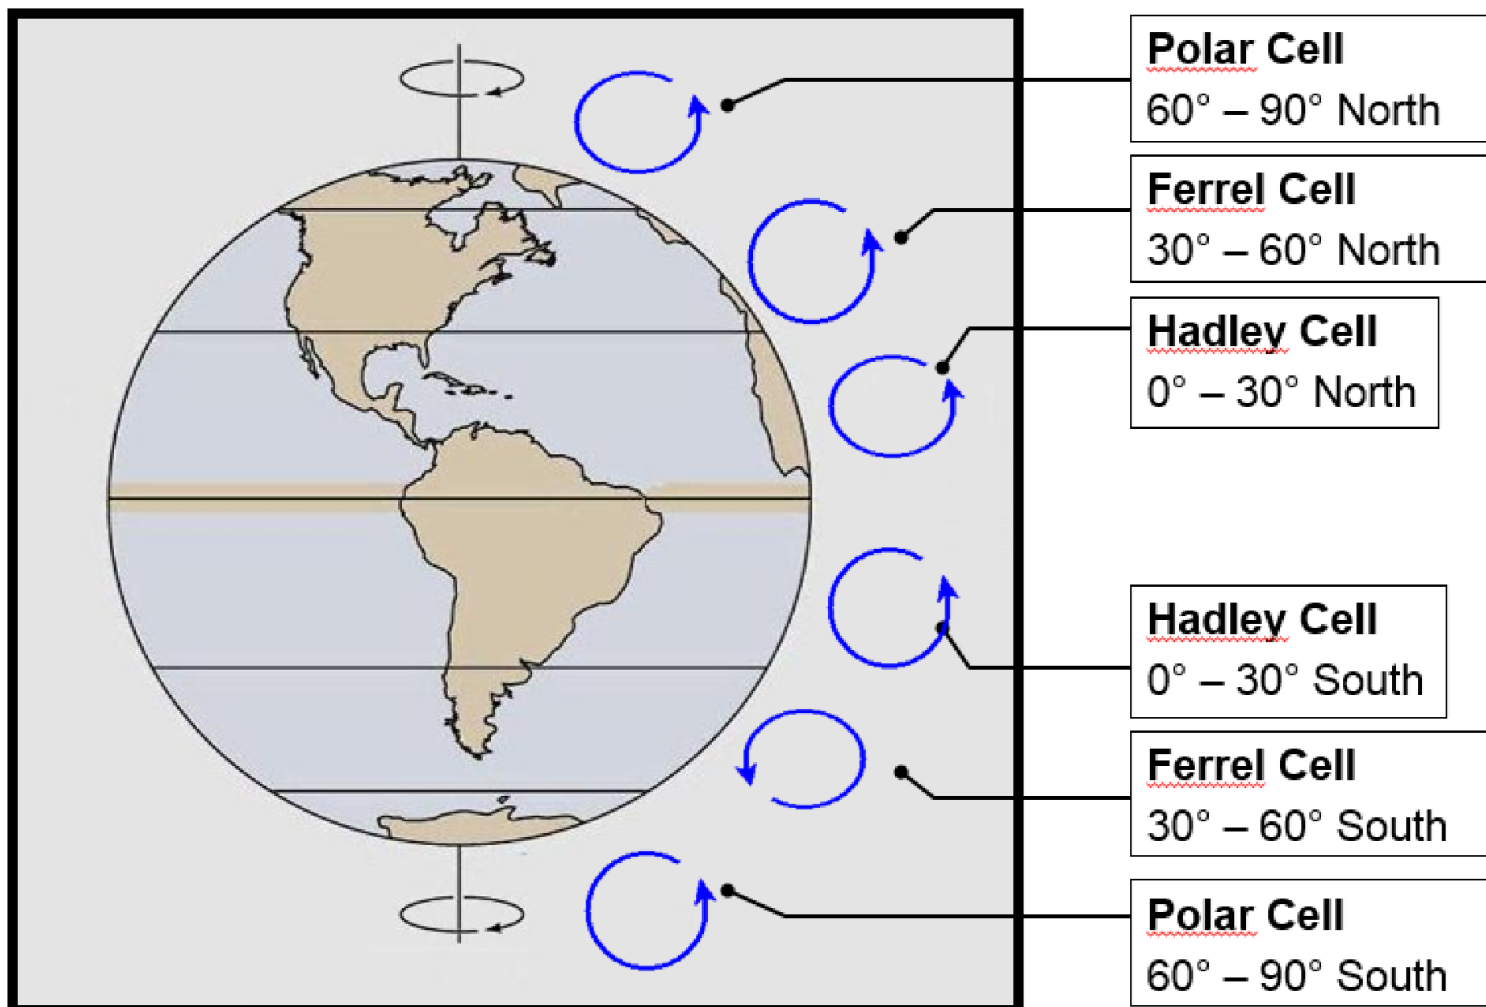 Polar Cell
60° – 90° North
Ferrel Cell
30° – 60° North
Hadley Cell
0° – 30° North
Hadley Cell
0° – 30° South
Ferrel Cell
30° – 60° South
Polar Cell
60° – 90° South